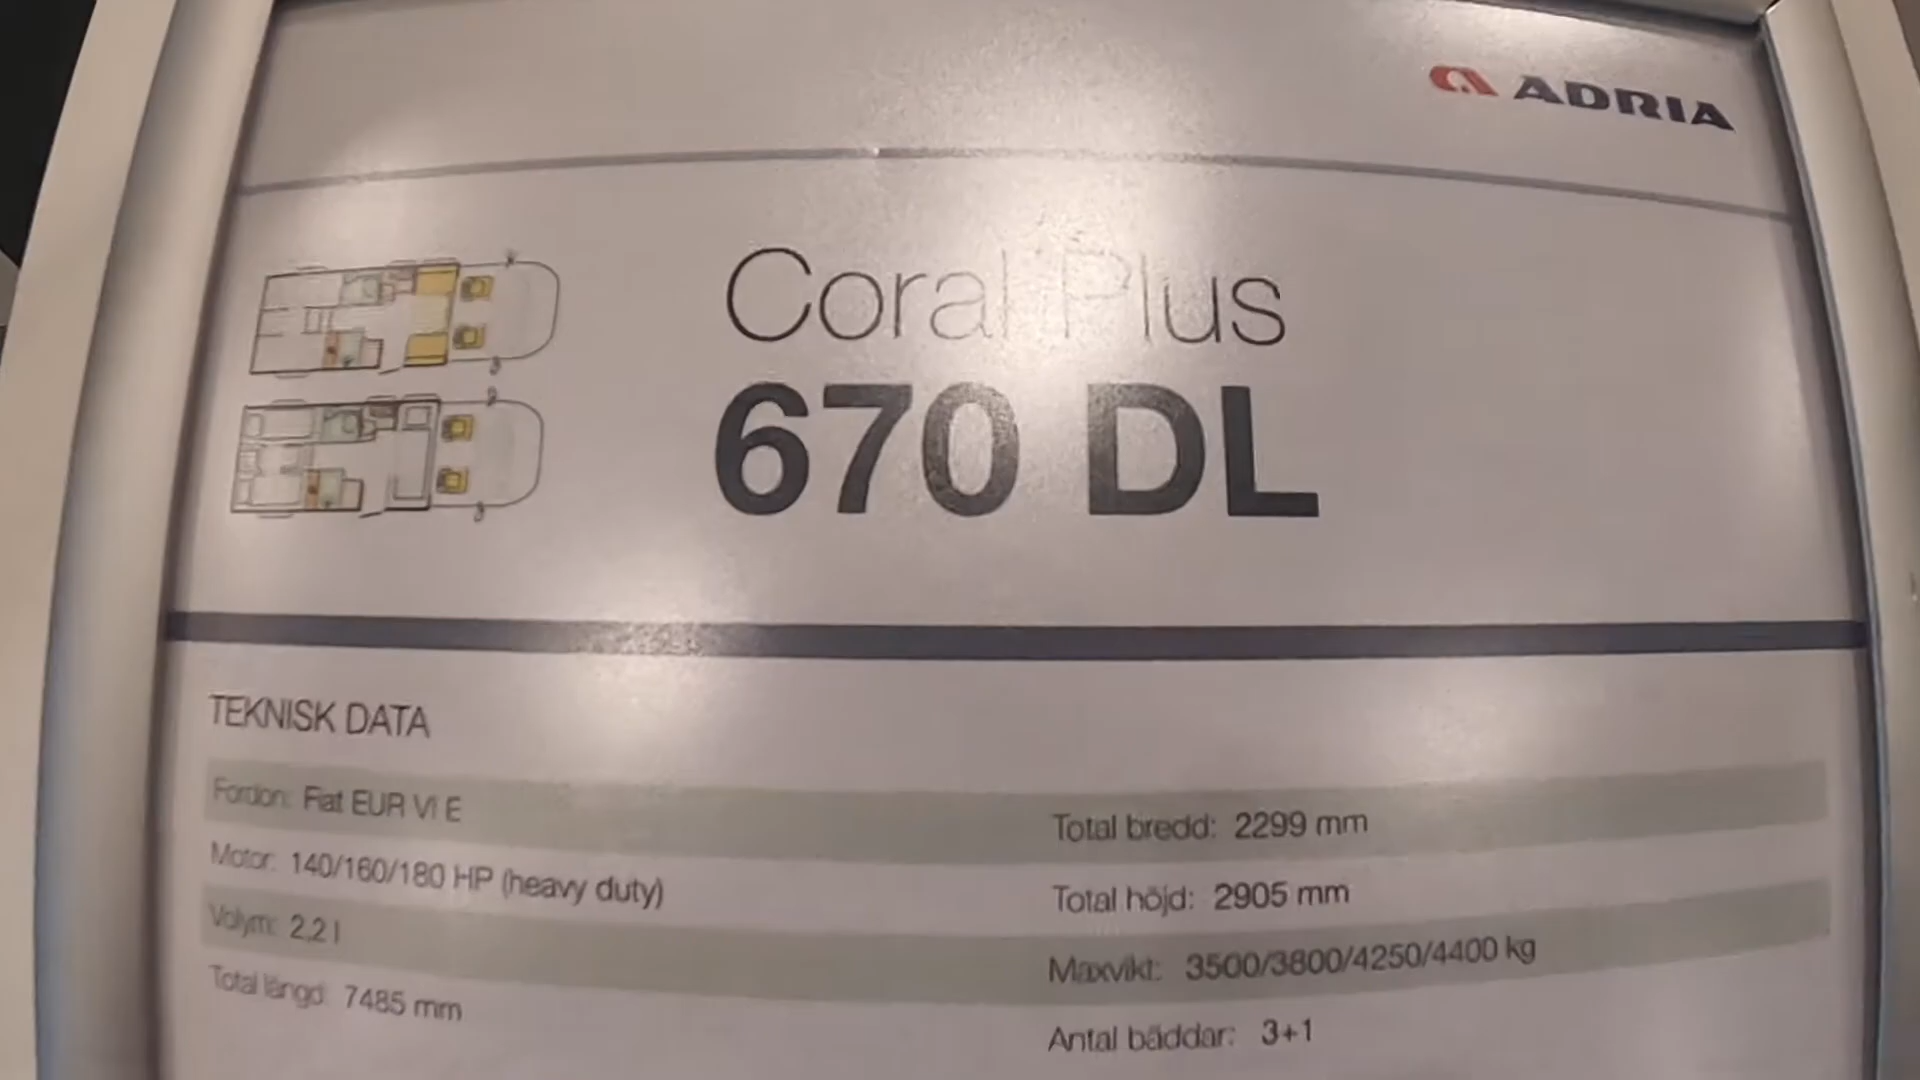 ADRIA
Coral Plus
670 DL
TEKNISK DATA
Fordon: Fiat EUR VI E
Motor: 140/160/180 HP (heavy duty)
Volym: 2,2 l
Total längd: 7485 mm
Total bredd: 2299 mm
Total höjd: 2905 mm
Maxvikt: 3500/3800/4250/4400 kg
Antal bäddar: 3+1